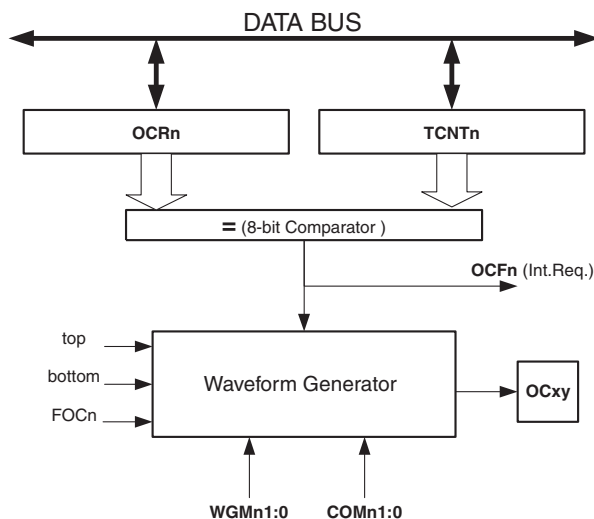 DATA BUS
OCRn
TCNTn
= (8-bit Comparator )
OCFn (Int.Req.)
top
bottom
FOCn
Waveform Generator
OCxy
WGMn1:0
COMn1:0